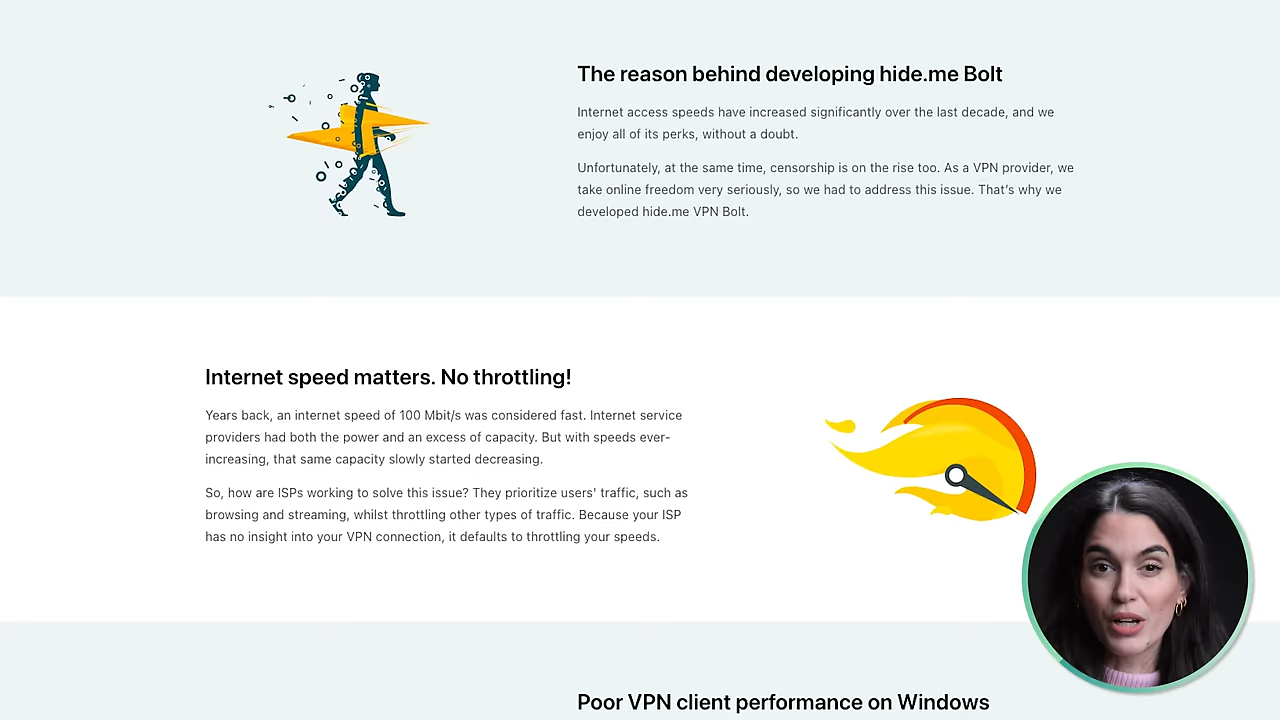 The reason behind developing hide.me Bolt
Internet access speeds have increased significantly over the last decade, and we
enjoy all of its perks, without a doubt.
Unfortunately, at the same time, censorship is on the rise too. As a VPN provider, we
take online freedom very seriously, so we had to address this issue. That's why we
developed hide.me VPN Bolt.
Internet speed matters. No throttling!
Years back, an internet speed of 100 Mbit/s was considered fast. Internet service
providers had both the power and an excess of capacity. But with speeds ever-
increasing, that same capacity slowly started decreasing.
So, how are ISPs working to solve this issue? They prioritize users' traffic, such as
browsing and streaming, whilst throttling other types of traffic. Because your ISP
has no insight into your VPN connection, it defaults to throttling your speeds.
Poor VPN client performance on Windows